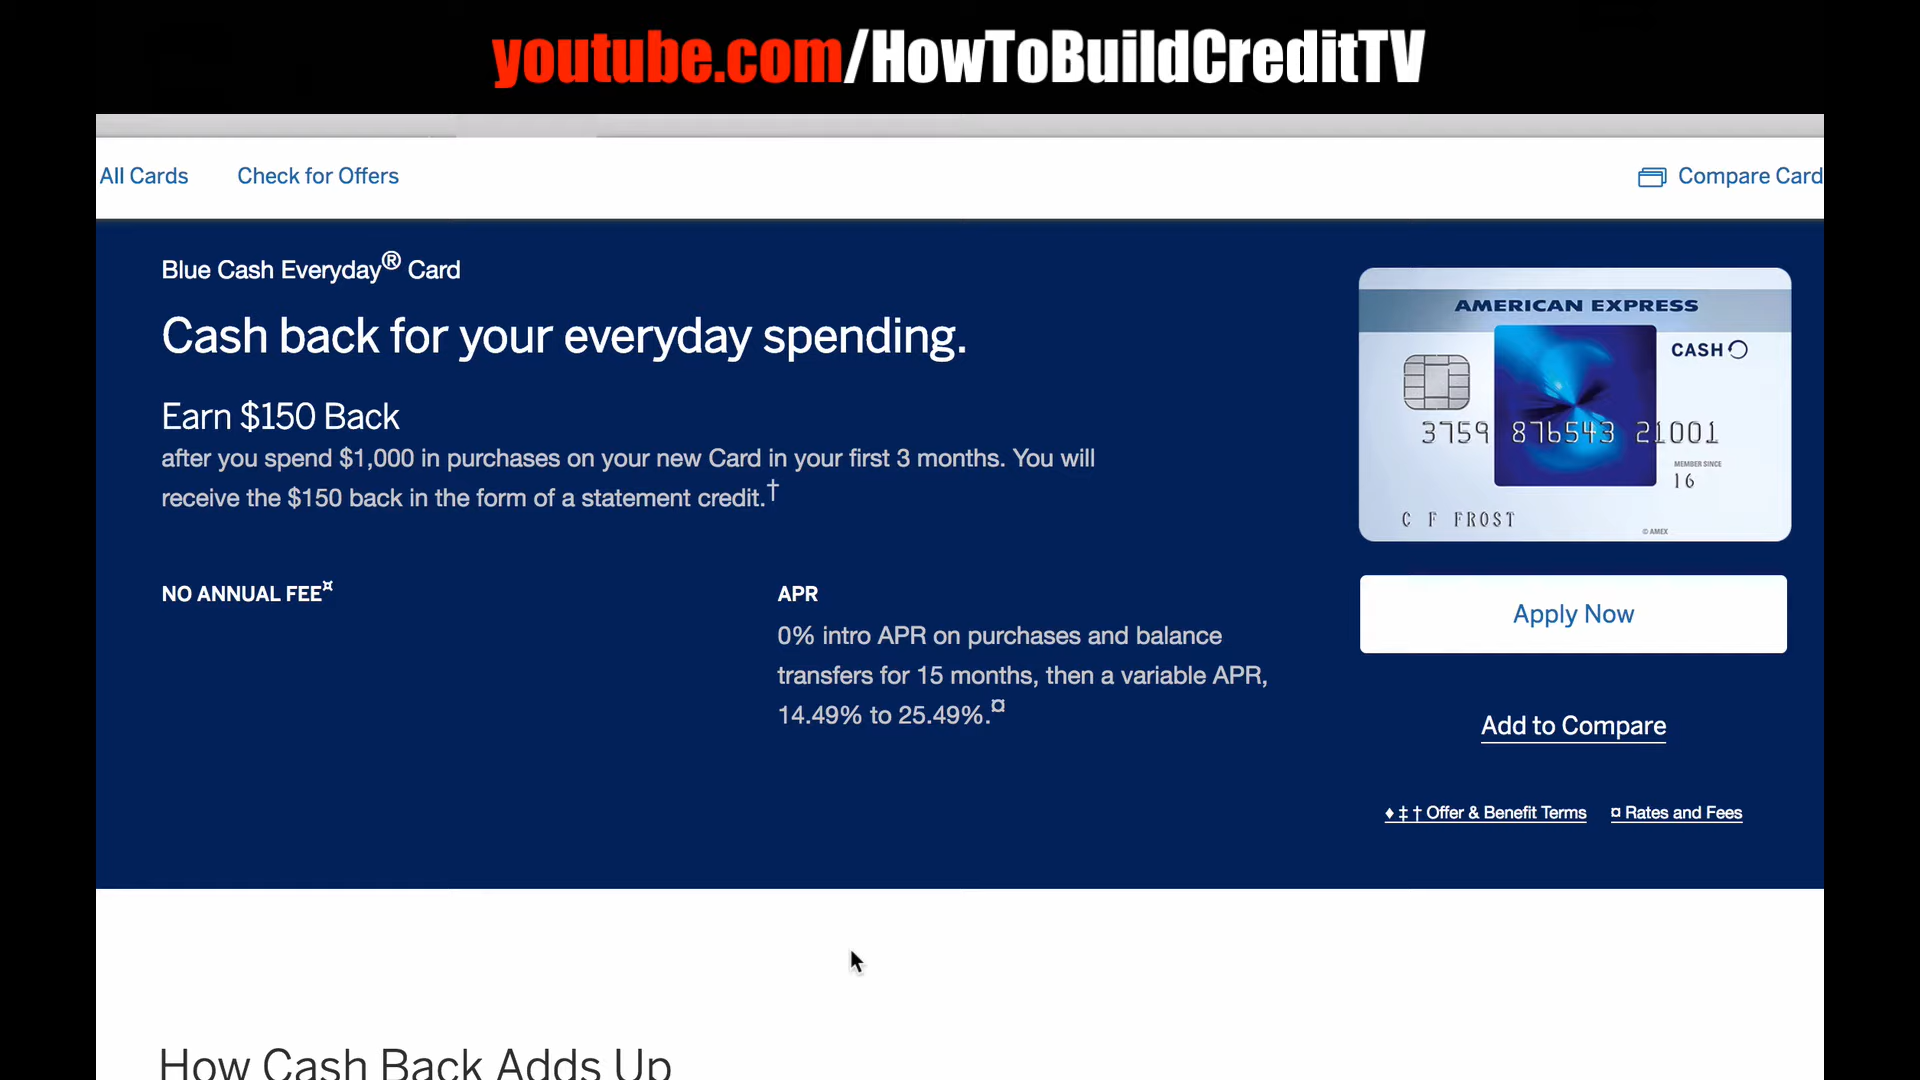 youtube.com/HowToBuildCreditTV
All Cards
Check for Offers
Compare Card
Blue Cash Everyday® Card
Cash back for your everyday spending.
Earn $150 Back
after you spend $1,000 in purchases on your new Card in your first 3 months. You will
receive the $150 back in the form of a statement credit.†
NO ANNUAL FEE¤
APR
0% intro APR on purchases and balance
transfers for 15 months, then a variable APR,
14.49% to 25.49%.¤
AMERICAN EXPRESS
CASH
3759 876543 21001
MEMBER SINCE
16
C F FROST
© AMEX
Apply Now
Add to Compare
♦ ‡ † Offer & Benefit Terms
¤ Rates and Fees
How Cash Back Adds Up